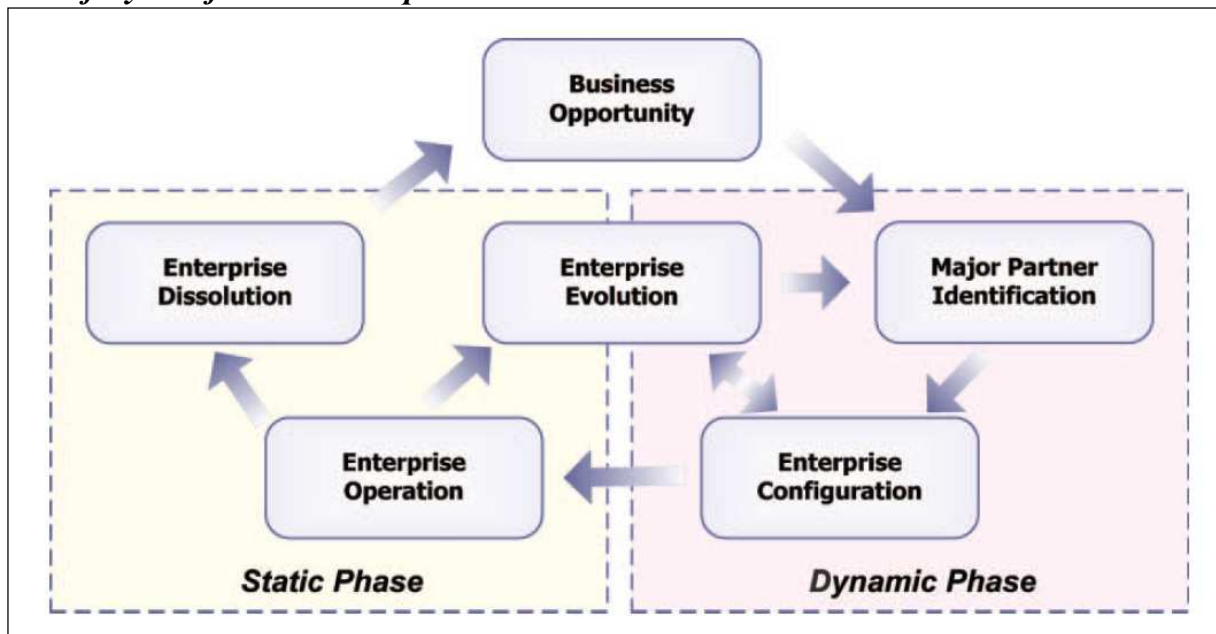 Business
Opportunity
Enterprise
Dissolution
Enterprise
Evolution
Major Partner
Identification
Enterprise
Operation
Enterprise
Configuration
Static Phase
Dynamic Phase